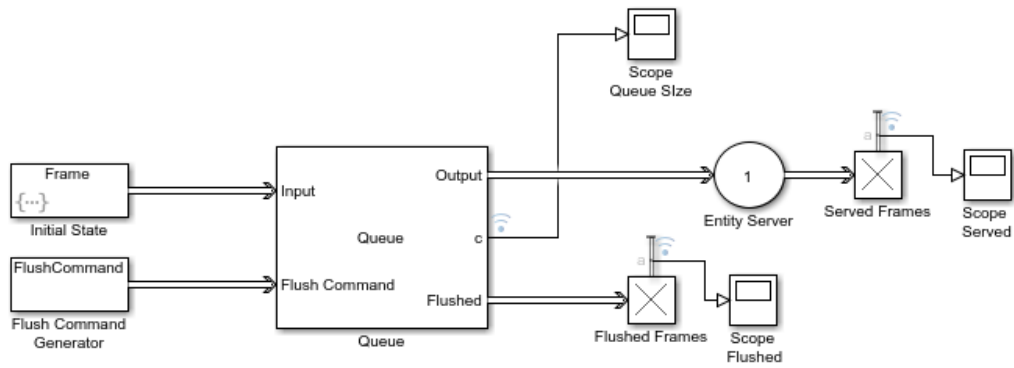 Scope
Queue SIze
a
Frame
{...}
Initial State
Input
Output
1
Entity Server
Served Frames
Scope
Served
Queue
c
a
FlushCommand
Flush Command
Generator
Flush Command
Flushed
Queue
Flushed Frames
Scope
Flushed